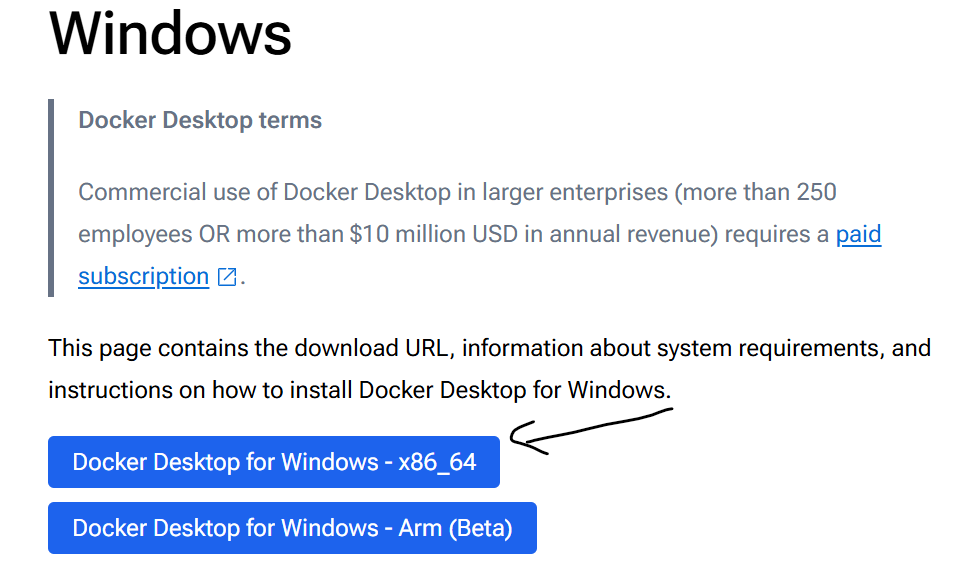 Windows
Docker Desktop terms
Commercial use of Docker Desktop in larger enterprises (more than 250
employees OR more than $10 million USD in annual revenue) requires a paid
subscription.
This page contains the download URL, information about system requirements, and
instructions on how to install Docker Desktop for Windows.
Docker Desktop for Windows - x86_64
Docker Desktop for Windows - Arm (Beta)